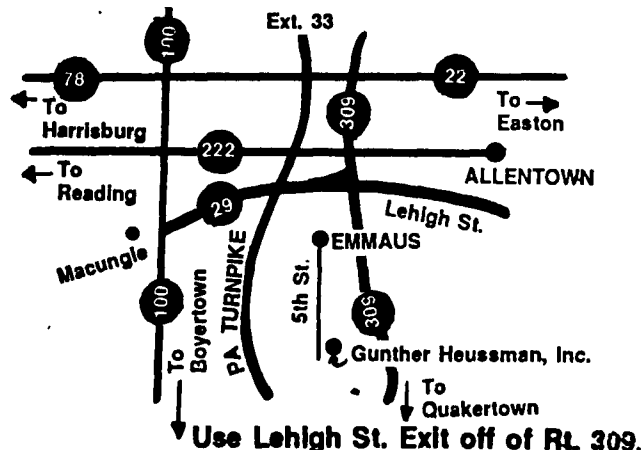 Ext. 33
100
78
22
To
Harrisburg
309
To
Easton
222
To
Reading
ALLENTOWN
29
Lehigh St.
Macungie
EMMAUS
PA TURNPIKE
5th St.
100
To
Boyertown
309
Gunther Heussman, Inc.
To
Quakertown
Use Lehigh St. Exit off of Rt. 309.